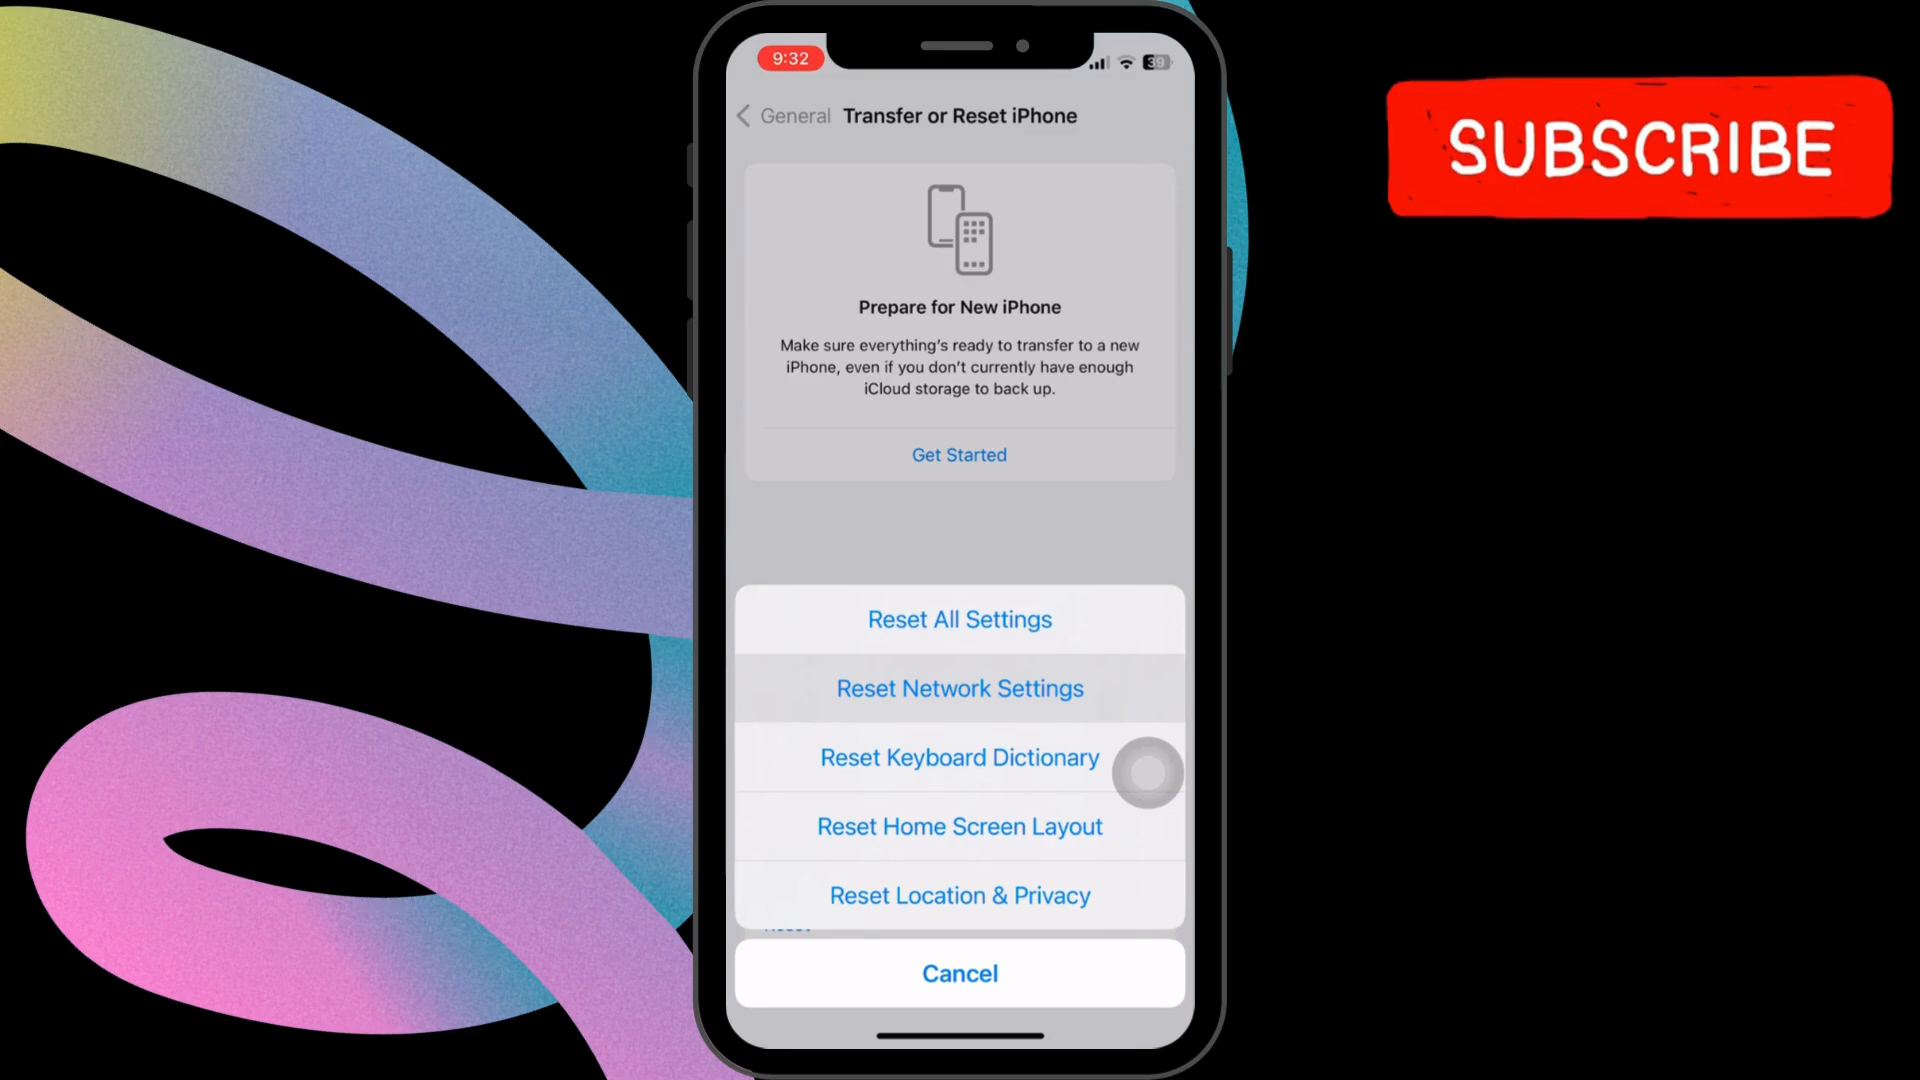 9:32
39
General Transfer or Reset iPhone
SUBSCRIBE
Prepare for New iPhone
Make sure everything's ready to transfer to a new
iPhone, even if you don't currently have enough
iCloud storage to back up.
Get Started
Reset All Settings
Reset Network Settings
Reset Keyboard Dictionary
Reset Home Screen Layout
Reset Location & Privacy
Cancel